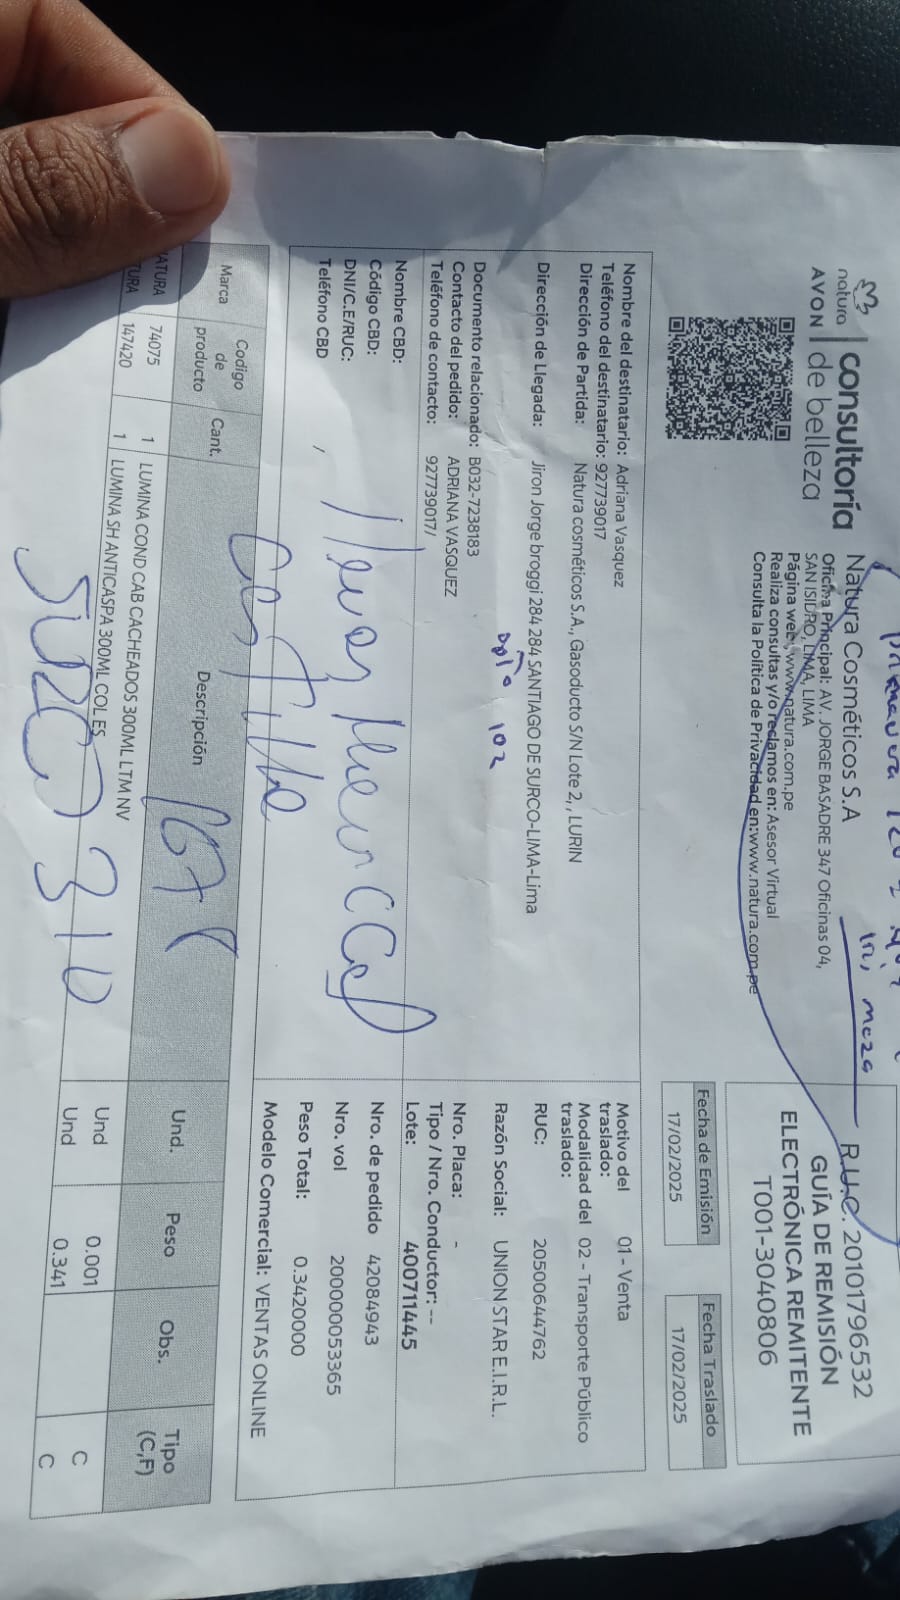 natura
AVON
consultoría
de belleza
Natura Cosméticos S.A
Oficina Principal: AV. JORGE BASADRE 347 Oficinas 04,
SAN ISIDRO, LIMA, LIMA
Página web: www.natura.com.pe
Realiza consultas y/o reclamos en: Asesor Virtual
Consulta la Política de Privacidad en:www.natura.com.pe
R.U.C. 20101796532
GUÍA DE REMISIÓN
ELECTRÓNICA REMITENTE
T001-3040806
Fecha de Emisión
17/02/2025
Fecha Traslado
17/02/2025
Nombre del destinatario: Adriana Vasquez
Teléfono del destinatario: 927739017
Dirección de Partida: Natura cosméticos S.A., Gasoducto S/N Lote 2,, LURIN
Dirección de Llegada: Jiron Jorge broggi 284 284 SANTIAGO DE SURCO-LIMA-Lima
102
Documento relacionado: B032-7238183
Contacto del pedido: ADRIANA VASQUEZ
Teléfono de contacto: 927739017/
Motivo del traslado: 01 - Venta
Modalidad del traslado: 02 - Transporte Público
RUC: 20500644762
Razón Social: UNION STAR E.I.R.L.
Nro. Placa: -
Tipo / Nro. Conductor: --
Lote: 400711445
Nombre CBD:
Código CBD:
DNI/C.E/RUC:
Teléfono CBD
Nro. de pedido 42084943
Nro. vol 200000053365
Peso Total: 0.3420000
Modelo Comercial: VENTAS ONLINE
Marca Codigo de producto Cant. Descripción Und. Peso Obs. Tipo (C,F)
74075 1 LUMINA COND CAB CACHEADOS 300ML LTM NV Und 0.001 C
147420 1 LUMINA SH ANTICASPA 300ML COL ES Und 0.341 C